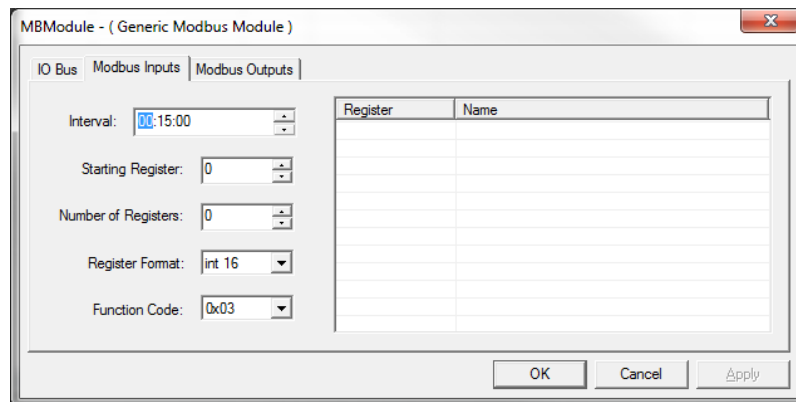 MBModule - ( Generic Modbus Module )
IO Bus Modbus Inputs Modbus Outputs
Interval: 00:15:00
Starting Register: 0
Number of Registers: 0
Register Format: int 16
Function Code: 0x03
Register Name
OK Cancel Apply